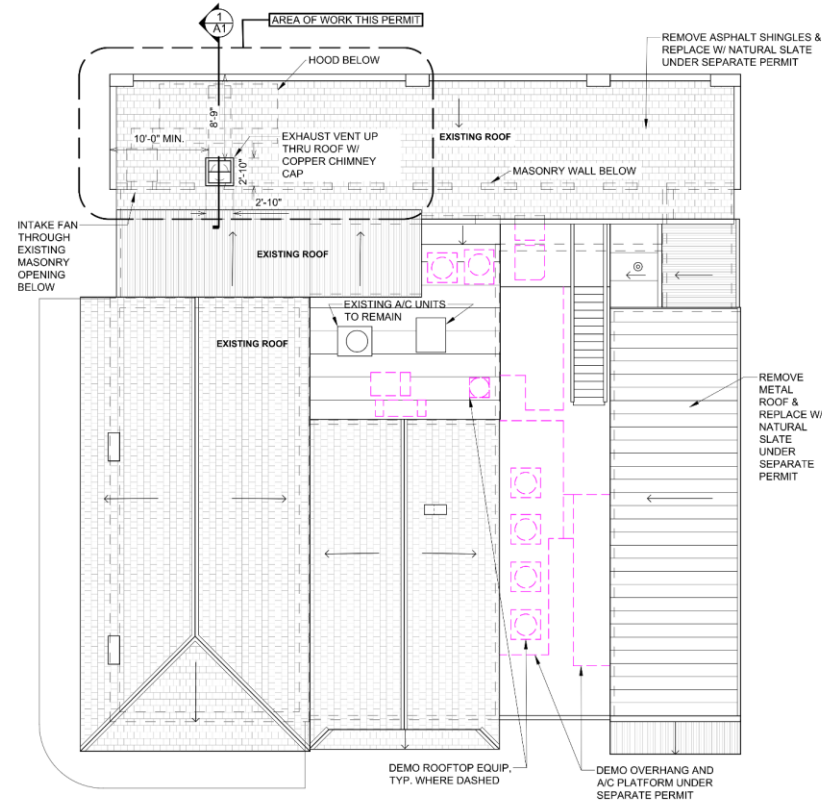 1
A1
AREA OF WORK THIS PERMIT
REMOVE ASPHALT SHINGLES &
REPLACE W/ NATURAL SLATE
UNDER SEPARATE PERMIT
HOOD BELOW
8'-9"
10'-0" MIN.
EXHAUST VENT UP
THRU ROOF W/
COPPER CHIMNEY
CAP
EXISTING ROOF
2'-10"
MASONRY WALL BELOW
2'-10"
INTAKE FAN
THROUGH
EXISTING
MASONRY
OPENING
BELOW
EXISTING ROOF
EXISTING A/C UNITS
TO REMAIN
EXISTING ROOF
REMOVE
METAL
ROOF &
REPLACE W/
NATURAL
SLATE
UNDER
SEPARATE
PERMIT
DEMO ROOFTOP EQUIP,
TYP. WHERE DASHED
DEMO OVERHANG AND
A/C PLATFORM UNDER
SEPARATE PERMIT